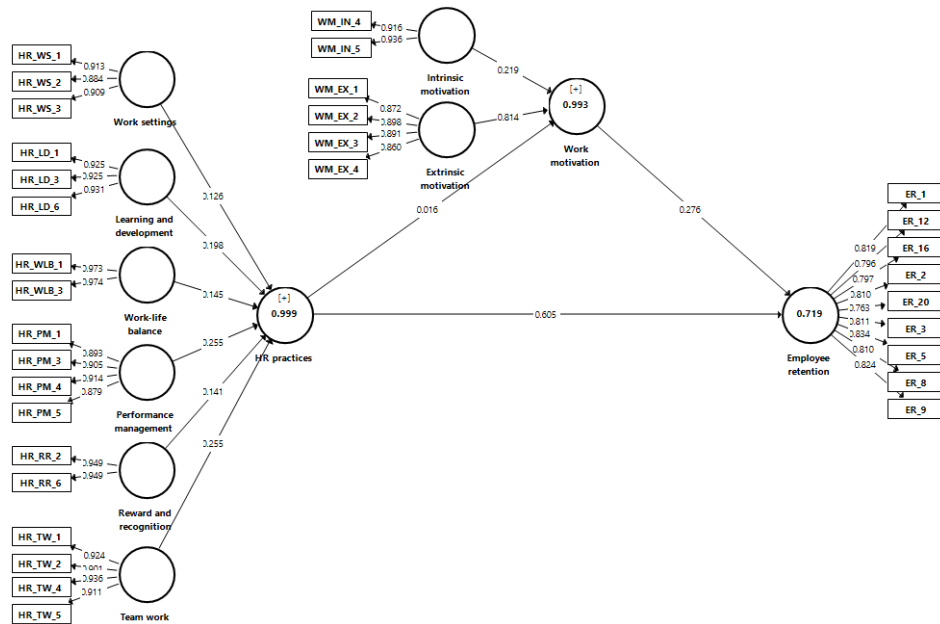 HR_WS_1
HR_WS_2
HR_WS_3
0.913
0.884
0.909
Work settings
HR_LD_1
HR_LD_3
HR_LD_6
0.925
0.925
0.931
Learning and
development
HR_WLB_1
HR_WLB_3
0.973
0.974
Work-life
balance
HR_PM_1
HR_PM_3
HR_PM_4
HR_PM_5
0.893
0.905
0.914
0.879
Performance
management
HR_RR_2
HR_RR_6
0.949
0.949
Reward and
recognition
HR_TW_1
HR_TW_2
HR_TW_4
HR_TW_5
0.924
0.901
0.936
0.911
Team work
0.126
0.198
0.145
0.255
0.141
0.255
[+]
0.999
HR practices
WM_IN_4
WM_IN_5
0.916
0.936
Intrinsic
motivation
WM_EX_1
WM_EX_2
WM_EX_3
WM_EX_4
0.872
0.898
0.891
0.860
Extrinsic
motivation
0.219
0.814
0.016
[+]
0.993
Work
motivation
0.276
0.605
0.719
Employee
retention
0.819
0.796
0.797
0.810
0.763
0.811
0.834
0.810
0.824
ER_1
ER_12
ER_16
ER_2
ER_20
ER_3
ER_5
ER_8
ER_9